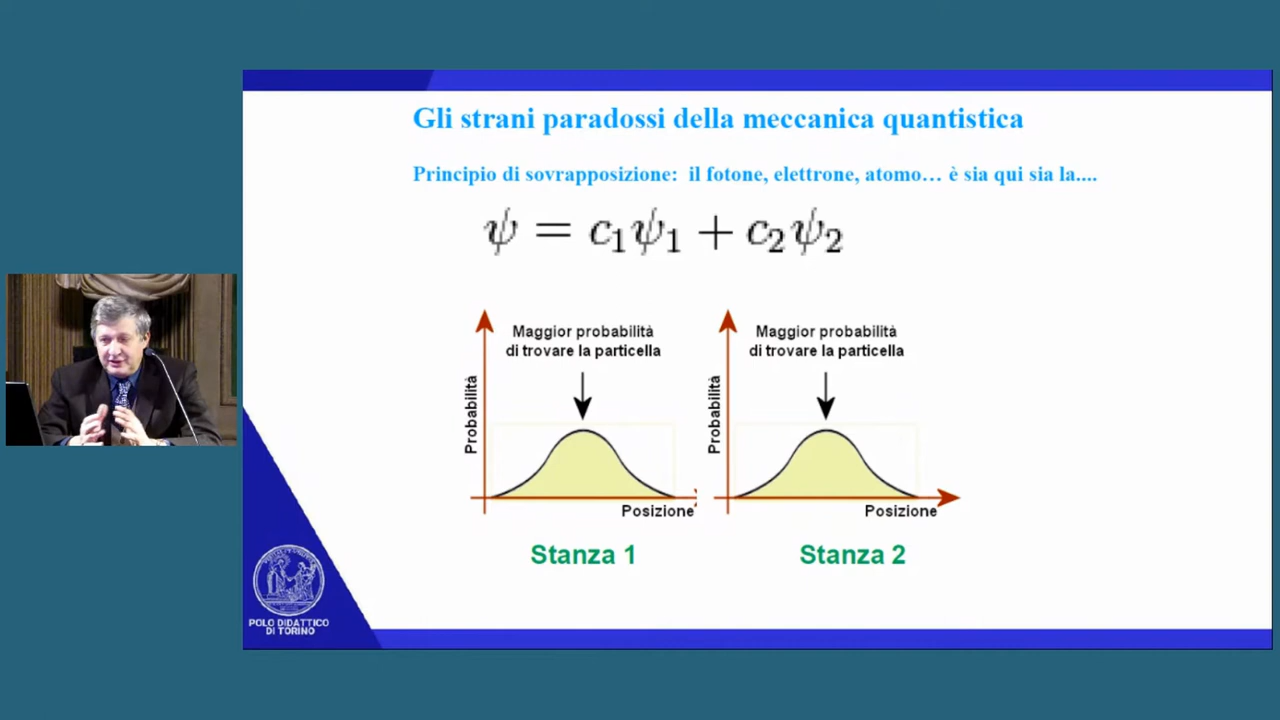 Gli strani paradossi della meccanica quantistica
Principio di sovrapposizione: il fotone, elettrone, atomo… è sia qui sia la....
ψ = c₁ψ₁ + c₂ψ₂
Maggior probabilità
di trovare la particella
Probabilità
Posizione
Stanza 1
Maggior probabilità
di trovare la particella
Probabilità
Posizione
Stanza 2
POLO DIDATTICO
DI TORINO